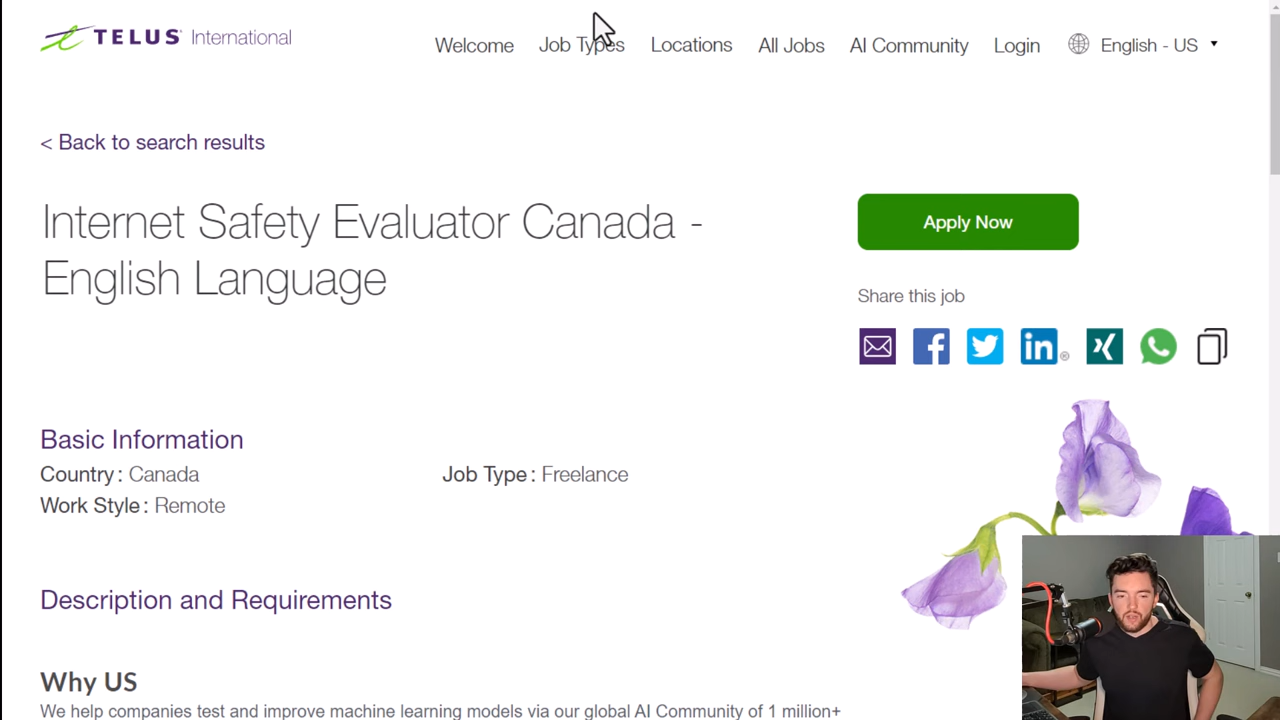 TELUS International
Welcome Job Types Locations All Jobs AI Community Login English - US
< Back to search results
Internet Safety Evaluator Canada -
English Language
Apply Now
Share this job
in
Basic Information
Country : Canada Job Type : Freelance
Work Style : Remote
Description and Requirements
Why US
We help companies test and improve machine learning models via our global AI Community of 1 million+